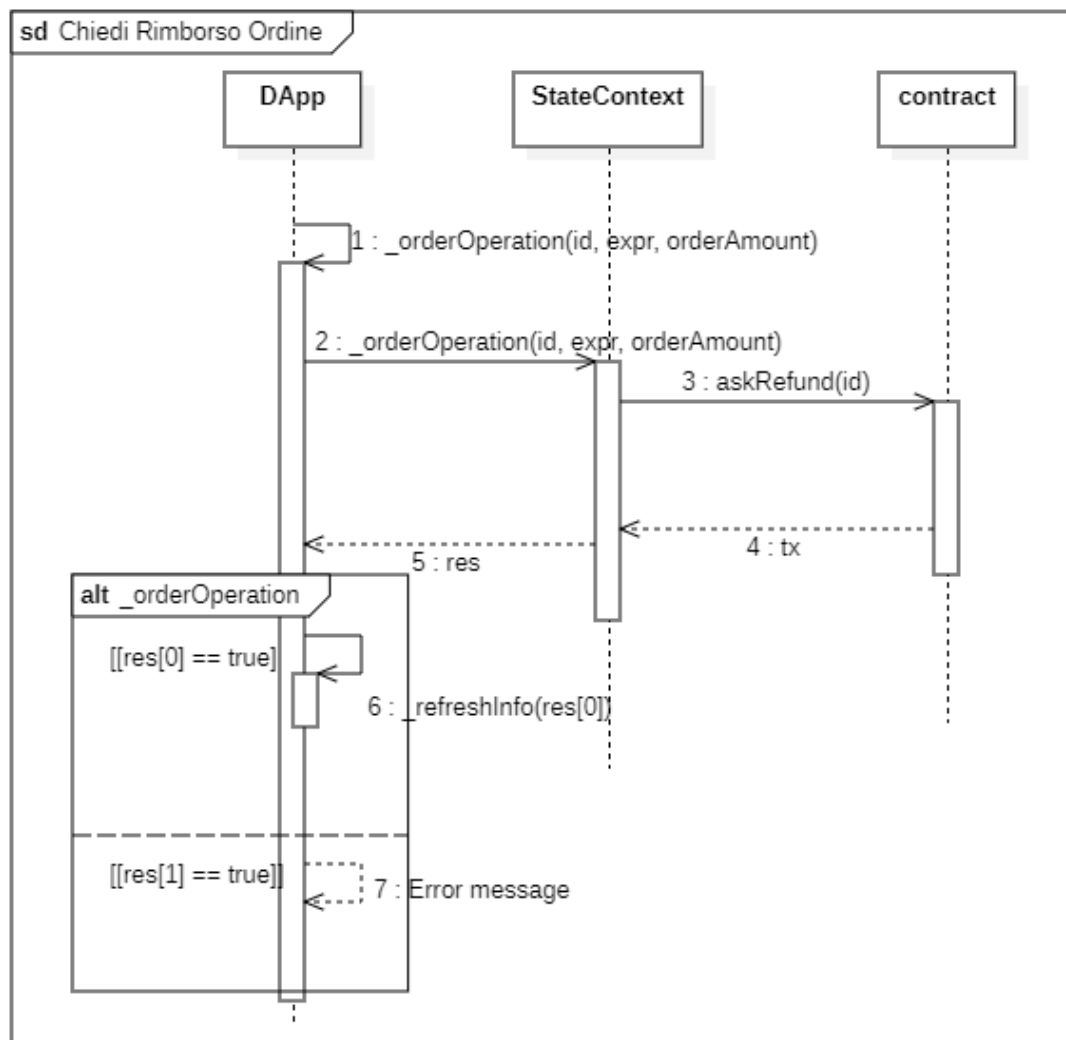 sd Chiedi Rimborso Ordine
DApp
StateContext
contract
1 : _orderOperation(id, expr, orderAmount)
2 : _orderOperation(id, expr, orderAmount)
3 : askRefund(id)
4 : tx
5 : res
alt _orderOperation
[[res[0] == true]
6 : _refreshInfo(res[0])
[[res[1] == true]]
7 : Error message